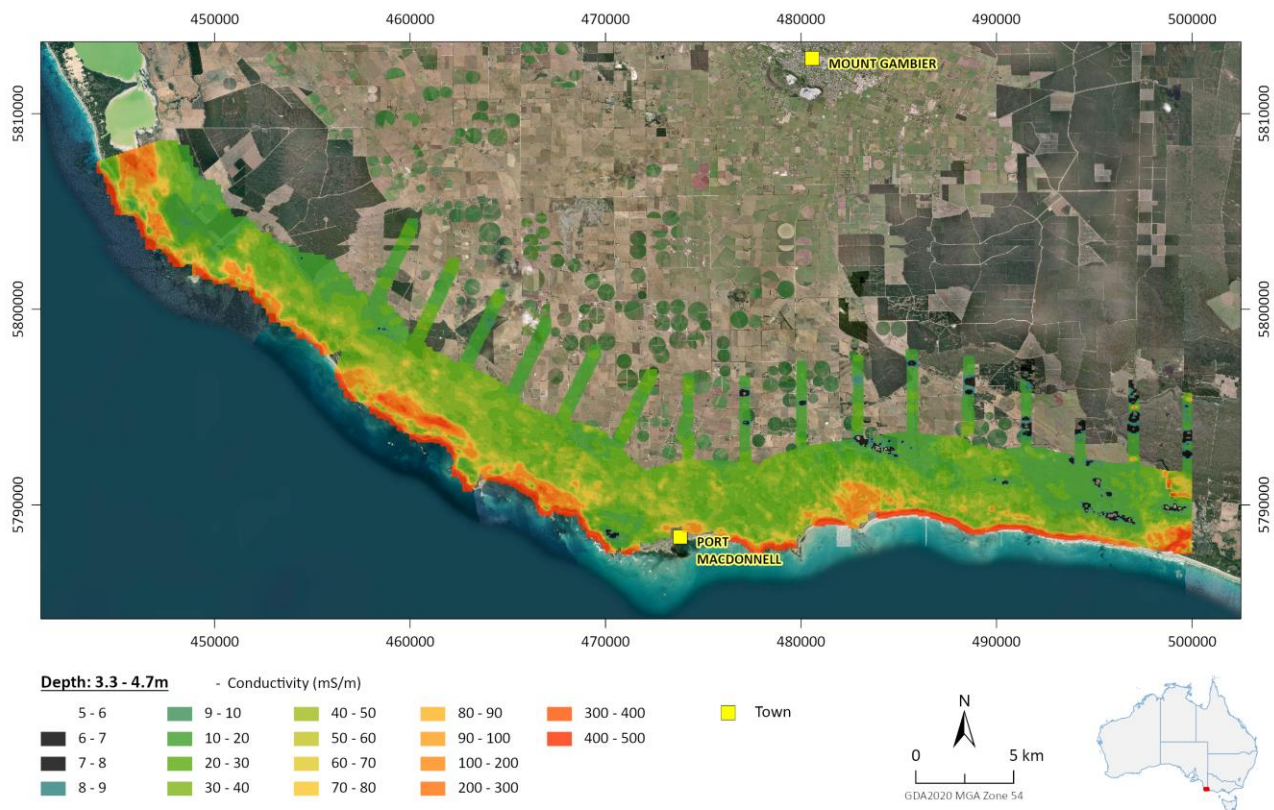 450000 460000 470000 480000 490000 500000
MOUNT GAMBIER
5810000 5810000
5800000 5800000
5790000 5790000
PORT
MACDONNELL
450000 460000 470000 480000 490000 500000
Depth: 3.3 - 4.7m - Conductivity (mS/m)
5 - 6 9 - 10 40 - 50 80 - 90 300 - 400 Town
6 - 7 10 - 20 50 - 60 90 - 100 400 - 500
7 - 8 20 - 30 60 - 70 100 - 200
8 - 9 30 - 40 70 - 80 200 - 300
N
0 5 km
GDA2020 MGA Zone 54